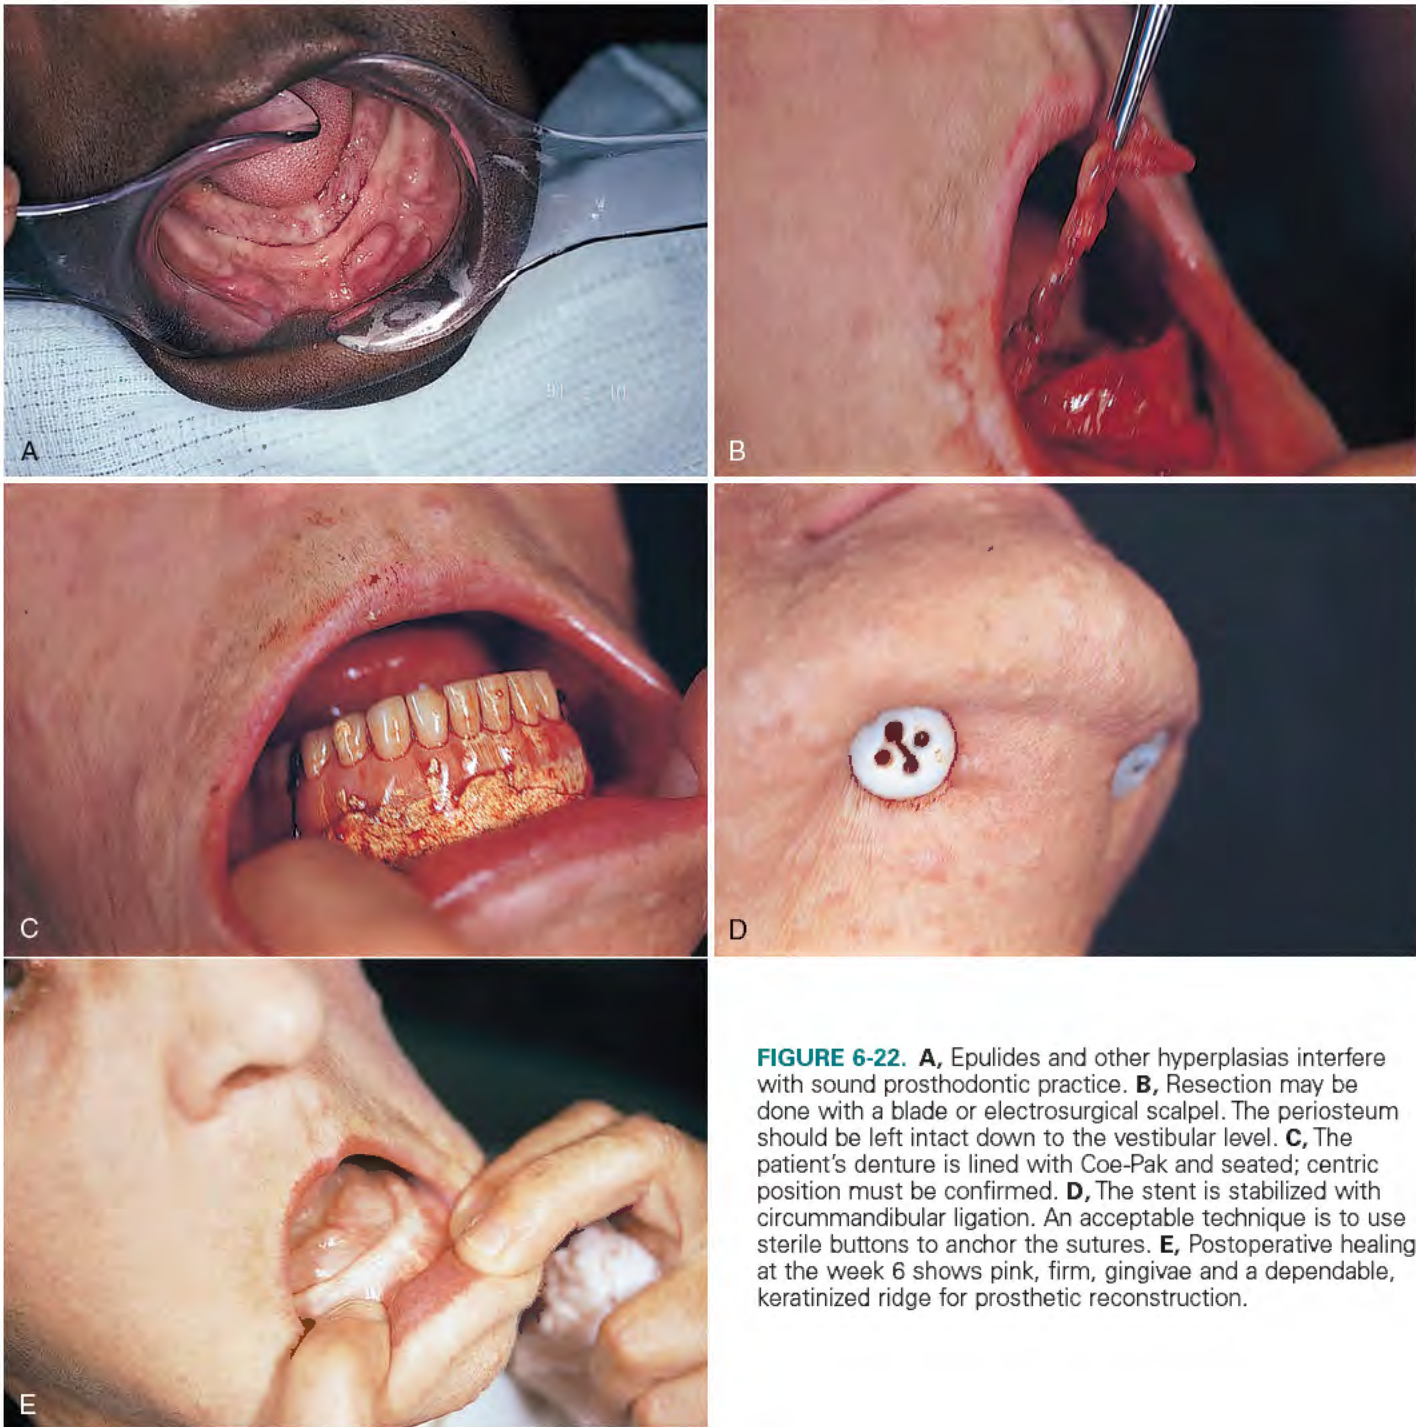 A
B
C
D
E
FIGURE 6-22. A, Epulides and other hyperplasias interfere
with sound prosthodontic practice. B, Resection may be
done with a blade or electrosurgical scalpel. The periosteum
should be left intact down to the vestibular level. C, The
patient's denture is lined with Coe-Pak and seated; centric
position must be confirmed. D, The stent is stabilized with
circummandibular ligation. An acceptable technique is to use
sterile buttons to anchor the sutures. E, Postoperative healing
at the week 6 shows pink, firm, gingivae and a dependable,
keratinized ridge for prosthetic reconstruction.